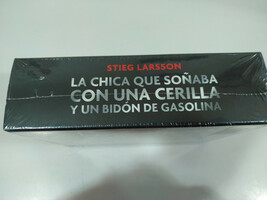 STIEG LARSSON
LA CHICA QUE SOÑABA
CON UNA CERILLA
Y UN BIDÓN DE GASOLINA